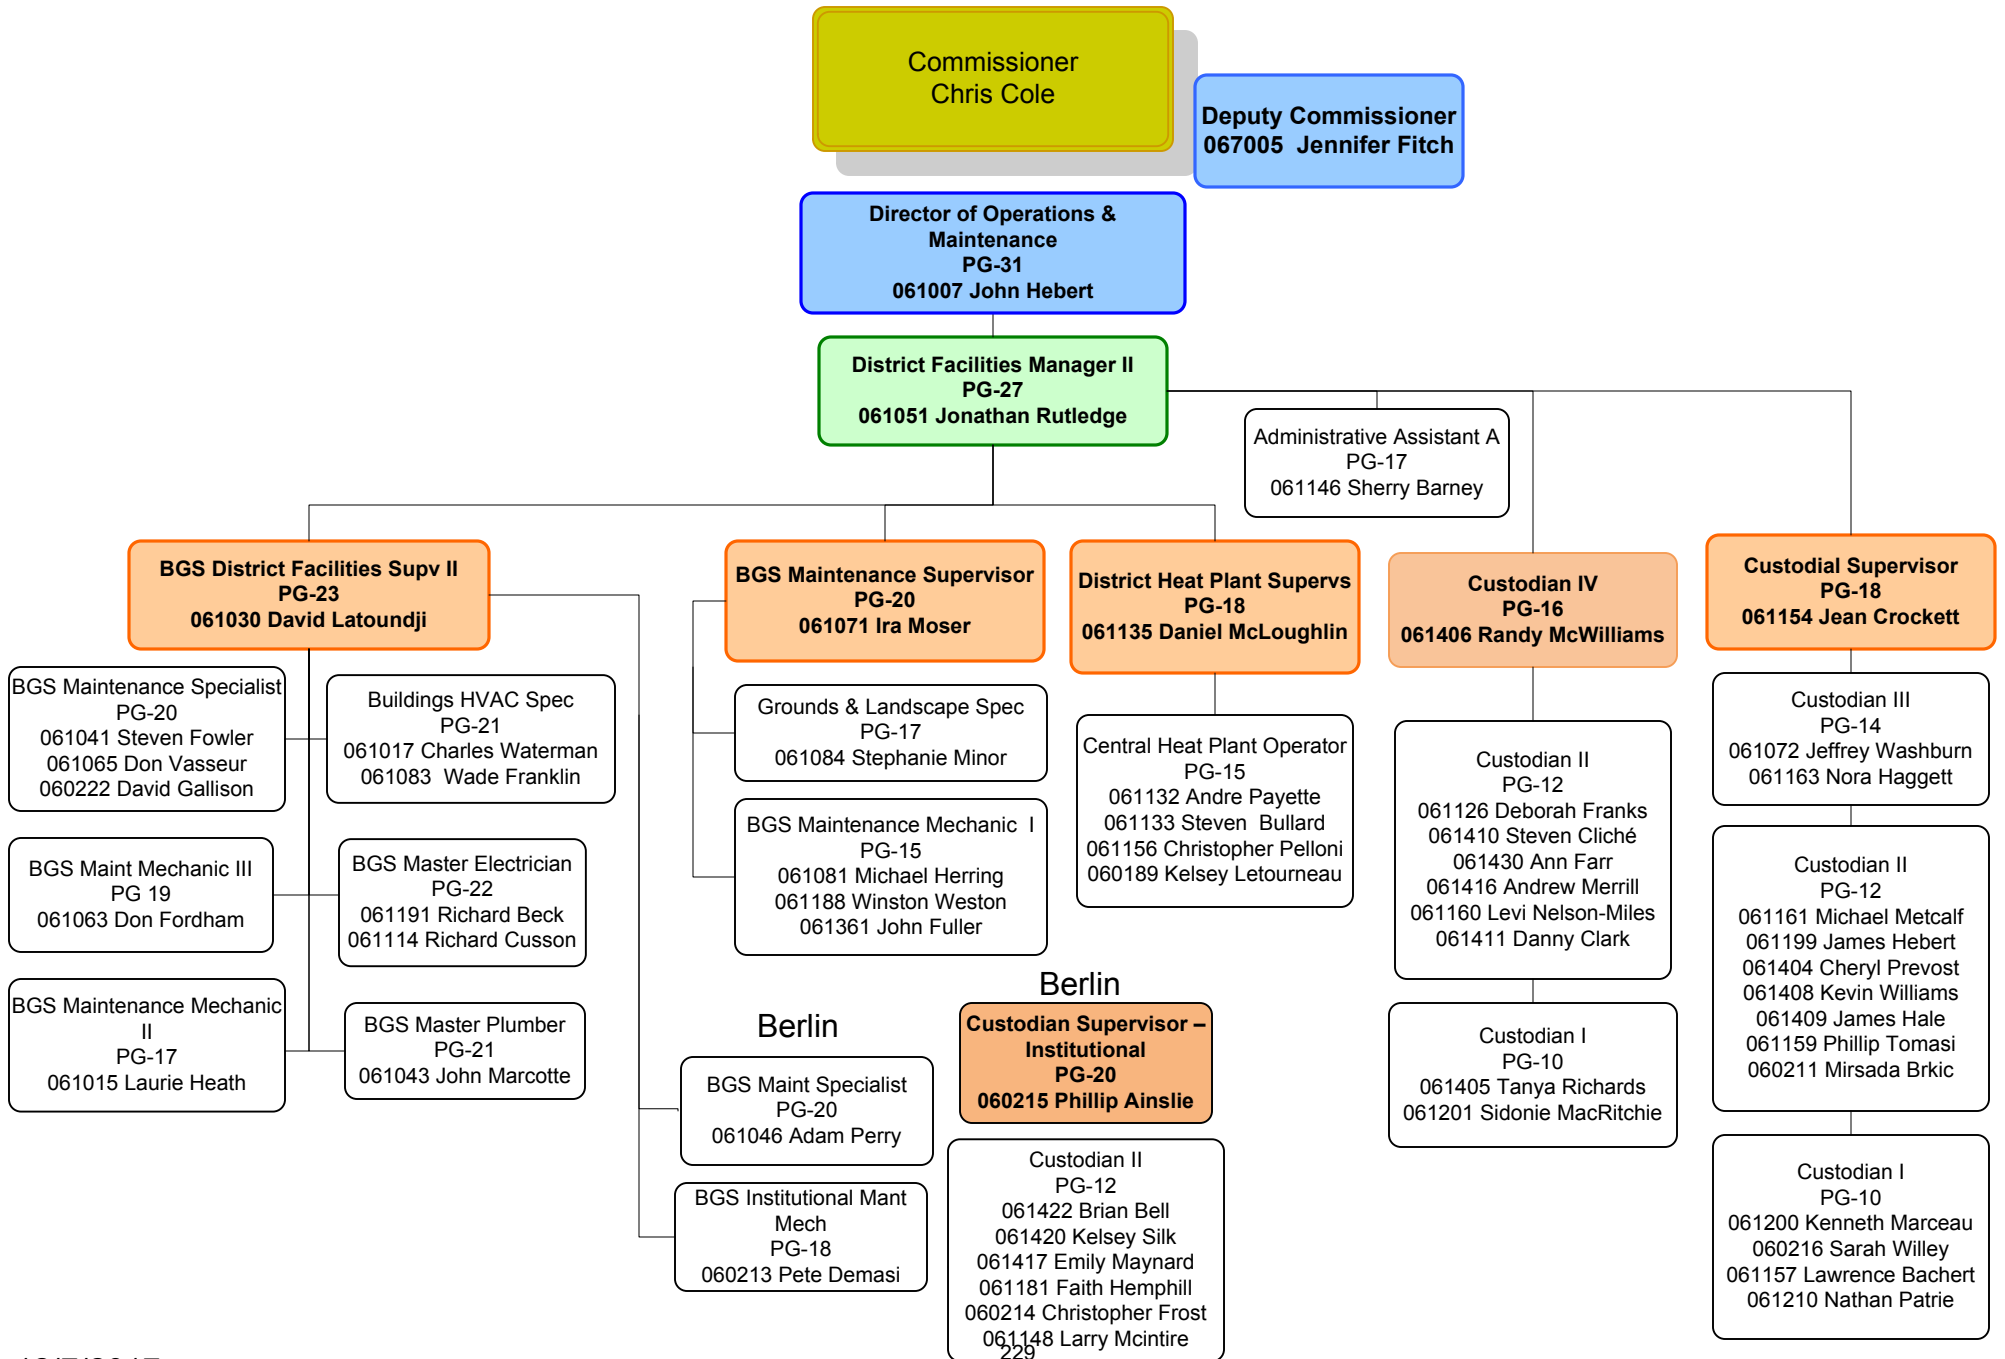 Commissioner
Chris Cole
Deputy Commissioner
067005  Jennifer Fitch
Director of Operations &
Maintenance
PG-31
061007 John Hebert
District Facilities Manager II
PG-27
061051 Jonathan Rutledge
Administrative Assistant A
PG-17
061146 Sherry Barney
BGS District Facilities Supv II
PG-23
061030 David Latoundji
BGS Maintenance Supervisor
PG-20
061071 Ira Moser
District Heat Plant Supervs
PG-18
061135 Daniel McLoughlin
Custodian IV
PG-16
061406 Randy McWilliams
Custodial Supervisor
PG-18
061154 Jean Crockett
BGS Maintenance Specialist
PG-20
061041 Steven Fowler
061065 Don Vasseur
060222 David Gallison
Buildings HVAC Spec
PG-21
061017 Charles Waterman
061083  Wade Franklin
BGS Maint Mechanic III
PG 19
061063 Don Fordham
BGS Master Electrician
PG-22
061191 Richard Beck
061114 Richard Cusson
BGS Maintenance Mechanic
II
PG-17
061015 Laurie Heath
BGS Master Plumber
PG-21
061043 John Marcotte
Grounds & Landscape Spec
PG-17
061084 Stephanie Minor
BGS Maintenance Mechanic  I
PG-15
061081 Michael Herring
061188 Winston Weston
061361 John Fuller
Central Heat Plant Operator
PG-15
061132 Andre Payette
061133 Steven  Bullard
061156 Christopher Pelloni
060189 Kelsey Letourneau
Custodian II
PG-12
061126 Deborah Franks
061410 Steven Cliché
061430 Ann Farr
061416 Andrew Merrill
061160 Levi Nelson-Miles
061411 Danny Clark
Custodian I
PG-10
061405 Tanya Richards
061201 Sidonie MacRitchie
Custodian III
PG-14
061072 Jeffrey Washburn
061163 Nora Haggett
Custodian II
PG-12
061161 Michael Metcalf
061199 James Hebert
061404 Cheryl Prevost
061408 Kevin Williams
061409 James Hale
061159 Phillip Tomasi
060211 Mirsada Brkic
Custodian I
PG-10
061200 Kenneth Marceau
060216 Sarah Willey
061157 Lawrence Bachert
061210 Nathan Patrie
Berlin
BGS Maint Specialist
PG-20
061046 Adam Perry
BGS Institutional Mant
Mech
PG-18
060213 Pete Demasi
Berlin
Custodian Supervisor –
Institutional
PG-20
060215 Phillip Ainslie
Custodian II
PG-12
061422 Brian Bell
061420 Kelsey Silk
061417 Emily Maynard
061181 Faith Hemphill
060214 Christopher Frost
061148 Larry Mcintire
229